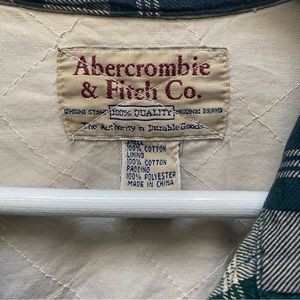 Abercrombie
& Fitch Co.
100% QUALITY
The Authority in Durable Goods
SHELL
100% COTTON
LINING
100% COTTON
PADDING
100% POLYESTER
MADE IN CHINA